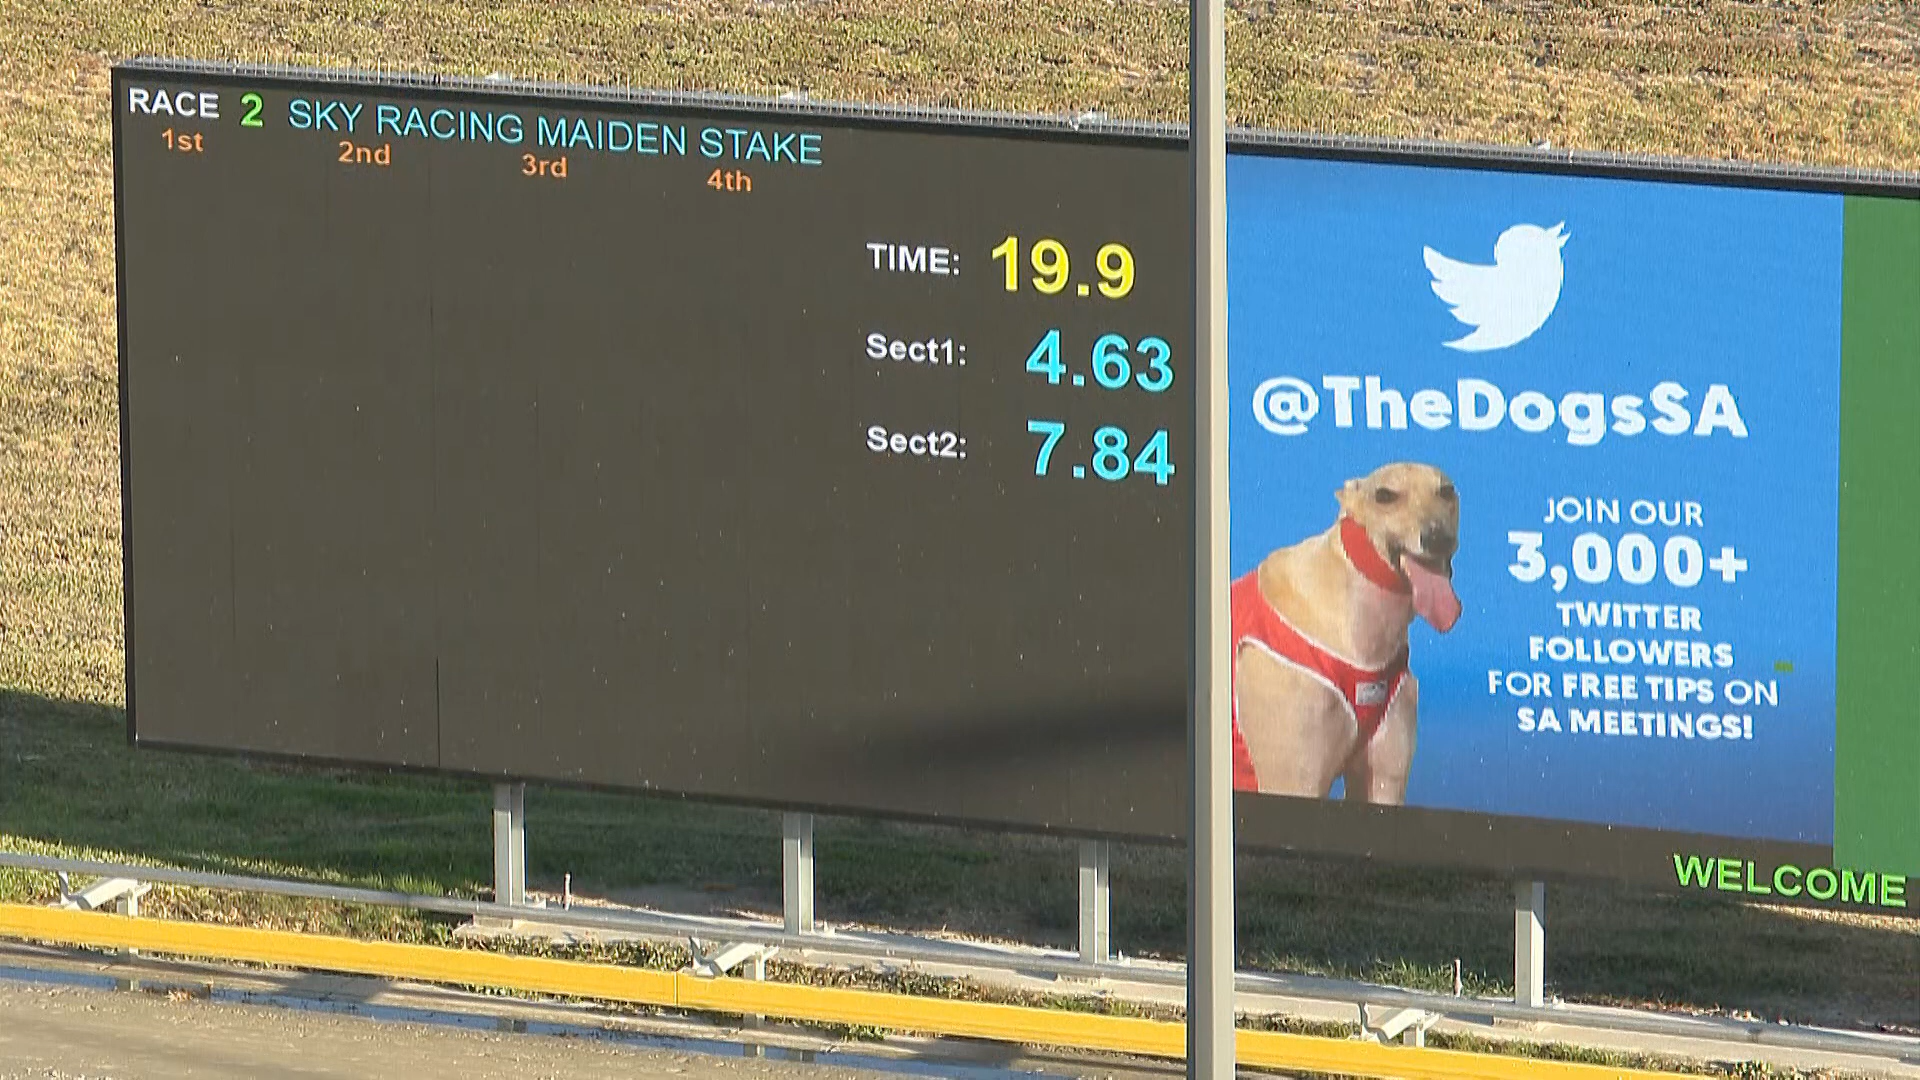 RACE 2 SKY RACING MAIDEN STAKE
1st 2nd 3rd 4th
TIME: 19.9
Sect1: 4.63
Sect2: 7.84
@TheDogsSA
JOIN OUR
3,000+
TWITTER
FOLLOWERS
FOR FREE TIPS ON
SA MEETINGS!
WELCOME